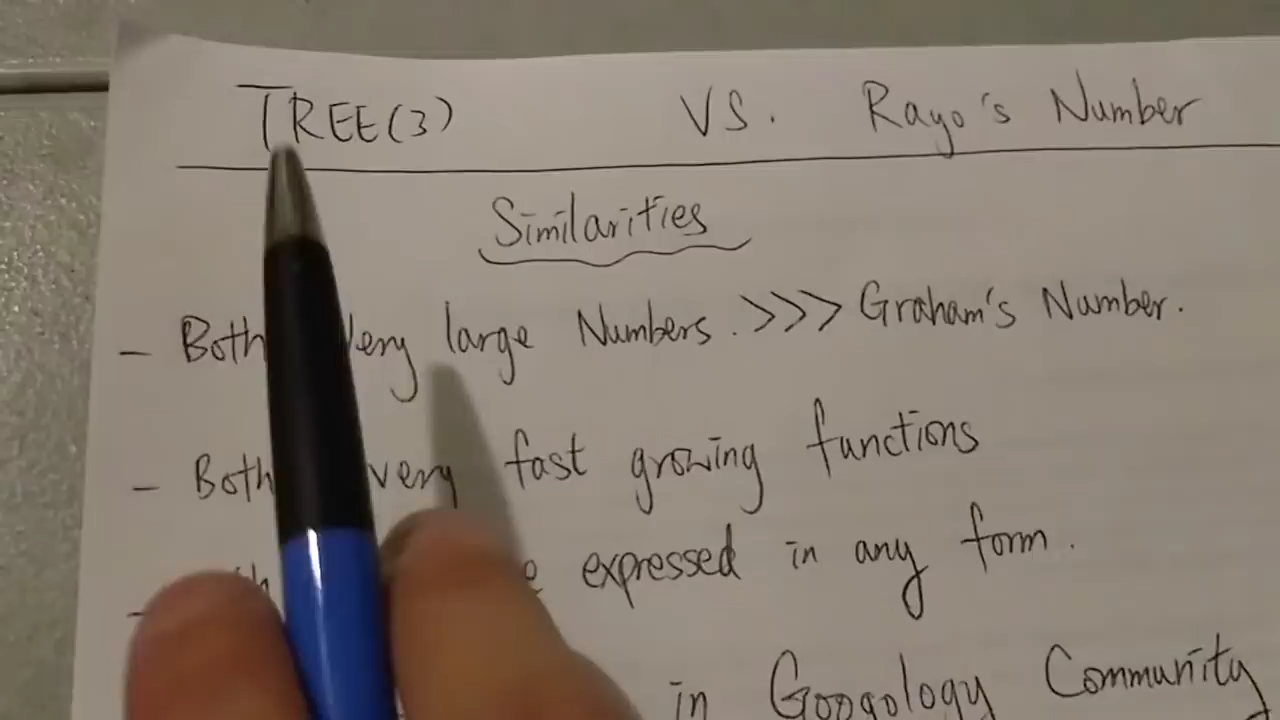 TREE(3) VS. Rayo's Number
Similarities
- Both very large Numbers. >>> Graham's Number.
- Both very fast growing functions
- expressed in any form.
in Googology Community